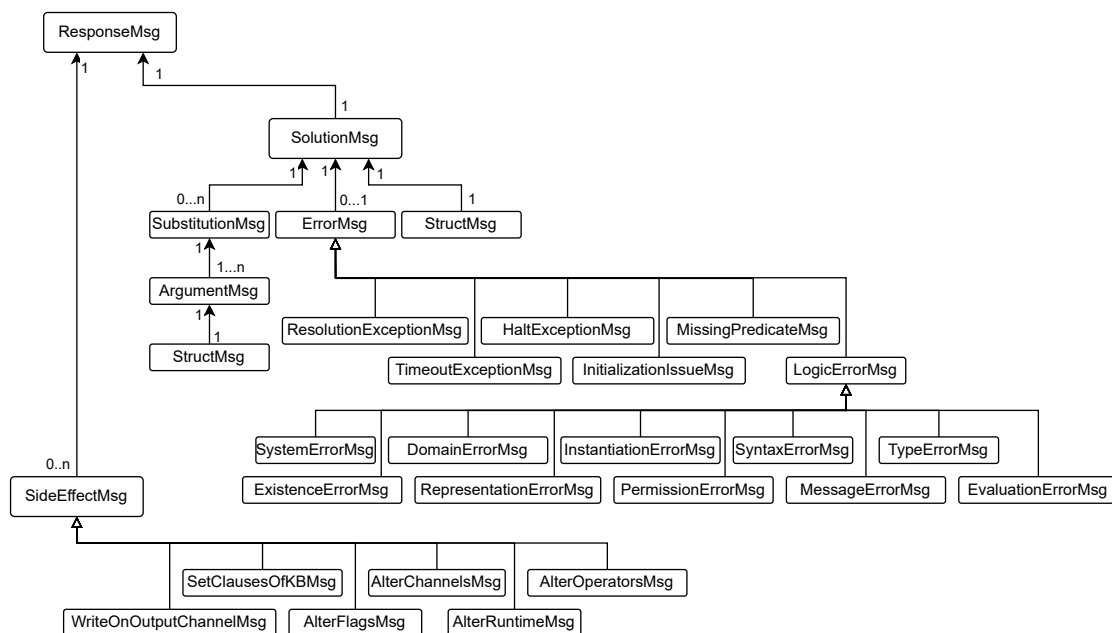 ResponseMsg
1
1
1
SolutionMsg
1
1
1
0...n
0...1
1
SubstitutionMsg
ErrorMsg
StructMsg
1
1...n
ArgumentMsg
1
1
StructMsg
ResolutionExceptionMsg
HaltExceptionMsg
MissingPredicateMsg
TimeoutExceptionMsg
InitializationIssueMsg
LogicErrorMsg
SystemErrorMsg
DomainErrorMsg
InstantiationErrorMsg
SyntaxErrorMsg
TypeErrorMsg
ExistenceErrorMsg
RepresentationErrorMsg
PermissionErrorMsg
MessageErrorMsg
EvaluationErrorMsg
0..n
SideEffectMsg
SetClausesOfKBMsg
AlterChannelsMsg
AlterOperatorsMsg
WriteOnOutputChannelMsg
AlterFlagsMsg
AlterRuntimeMsg